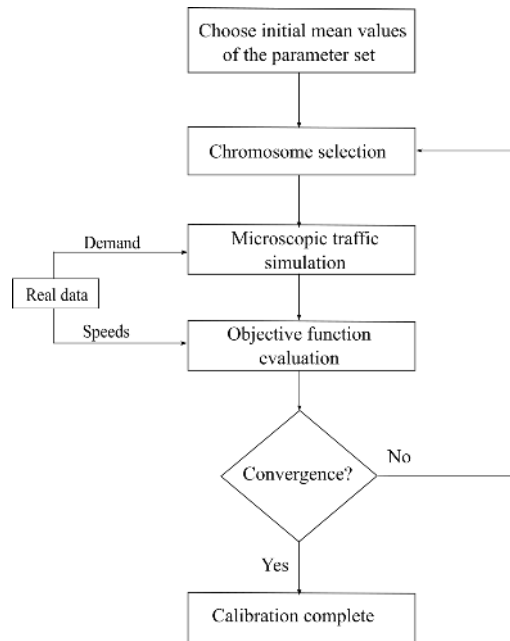 Choose initial mean values
of the parameter set
Chromosome selection
Demand
Microscopic traffic
simulation
Real data
Speeds
Objective function
evaluation
Convergence?
No
Yes
Calibration complete